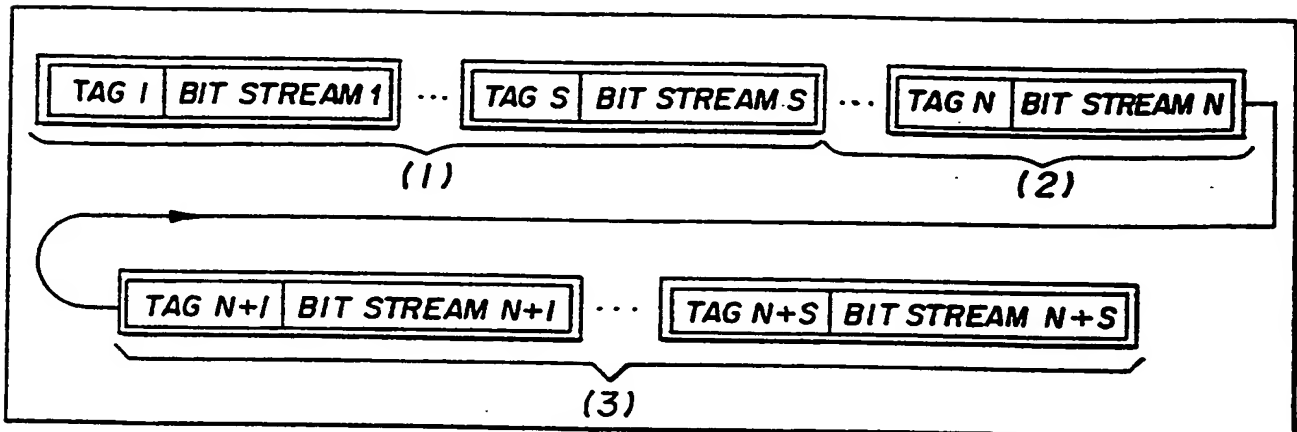 TAG 1 BIT STREAM 1 ... TAG S BIT STREAM S ... TAG N BIT STREAM N
(1) (2)
TAG N+1 BIT STREAM N+1 ... TAG N+S BIT STREAM N+S
(3)